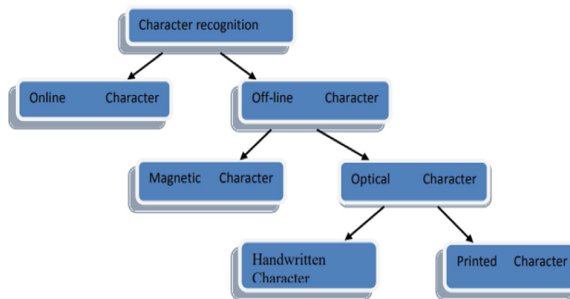 Character recognition
Online Character
Off-line Character
Magnetic Character
Optical Character
Handwritten
Character
Printed Character